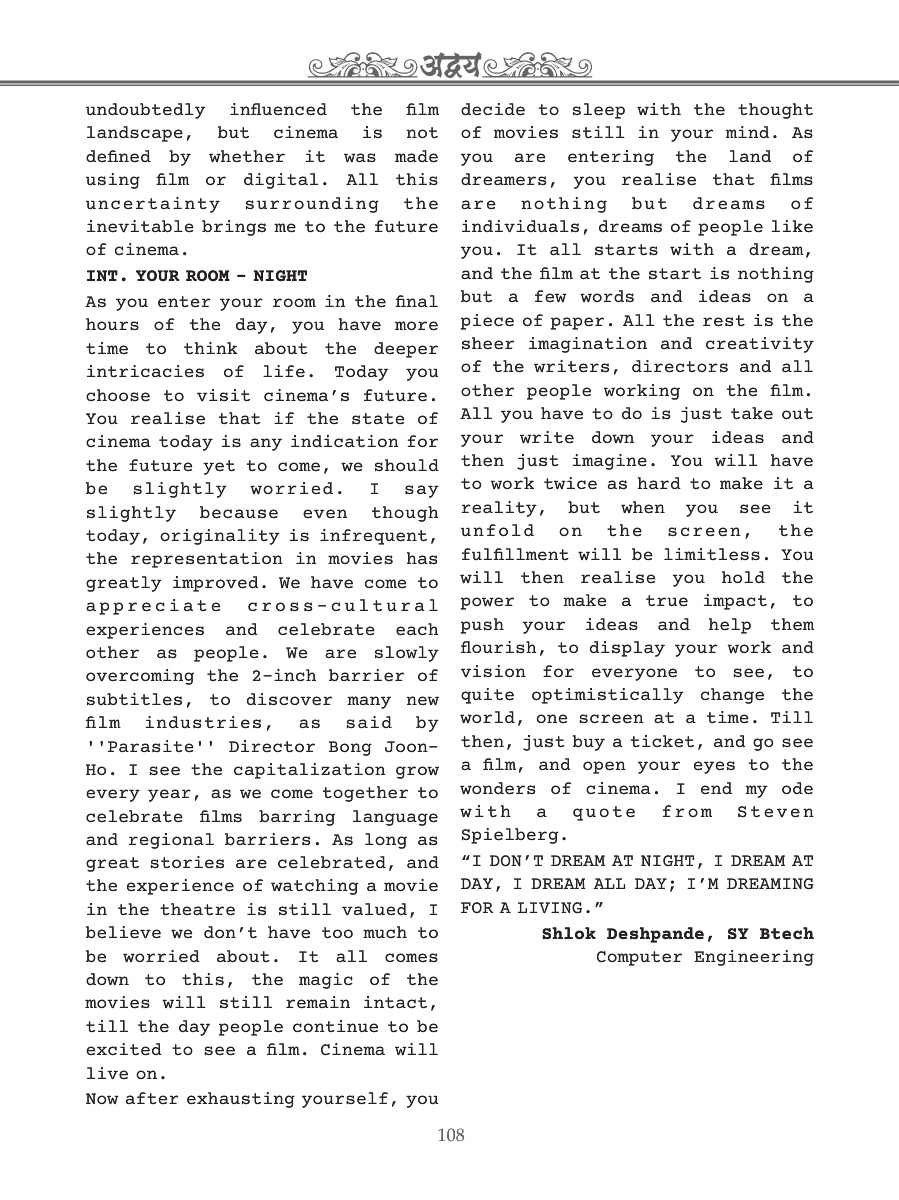 अद्वय
undoubtedly influenced the film
landscape, but cinema is not
defined by whether it was made
using film or digital. All this
uncertainty surrounding the
inevitable brings me to the future
of cinema.
INT. YOUR ROOM - NIGHT
As you enter your room in the final
hours of the day, you have more
time to think about the deeper
intricacies of life. Today you
choose to visit cinema’s future.
You realise that if the state of
cinema today is any indication for
the future yet to come, we should
be slightly worried. I say
slightly because even though
today, originality is infrequent,
the representation in movies has
greatly improved. We have come to
appreciate cross-cultural
experiences and celebrate each
other as people. We are slowly
overcoming the 2-inch barrier of
subtitles, to discover many new
film industries, as said by
''Parasite'' Director Bong Joon-
Ho. I see the capitalization grow
every year, as we come together to
celebrate films barring language
and regional barriers. As long as
great stories are celebrated, and
the experience of watching a movie
in the theatre is still valued, I
believe we don’t have too much to
be worried about. It all comes
down to this, the magic of the
movies will still remain intact,
till the day people continue to be
excited to see a film. Cinema will
live on.
Now after exhausting yourself, you
decide to sleep with the thought
of movies still in your mind. As
you are entering the land of
dreamers, you realise that films
are nothing but dreams of
individuals, dreams of people like
you. It all starts with a dream,
and the film at the start is nothing
but a few words and ideas on a
piece of paper. All the rest is the
sheer imagination and creativity
of the writers, directors and all
other people working on the film.
All you have to do is just take out
your write down your ideas and
then just imagine. You will have
to work twice as hard to make it a
reality, but when you see it
unfold on the screen, the
fulfillment will be limitless. You
will then realise you hold the
power to make a true impact, to
push your ideas and help them
flourish, to display your work and
vision for everyone to see, to
quite optimistically change the
world, one screen at a time. Till
then, just buy a ticket, and go see
a film, and open your eyes to the
wonders of cinema. I end my ode
with a quote from Steven
Spielberg.
“I DON’T DREAM AT NIGHT, I DREAM AT
DAY, I DREAM ALL DAY; I’M DREAMING
FOR A LIVING.”
Shlok Deshpande, SY Btech
Computer Engineering
108